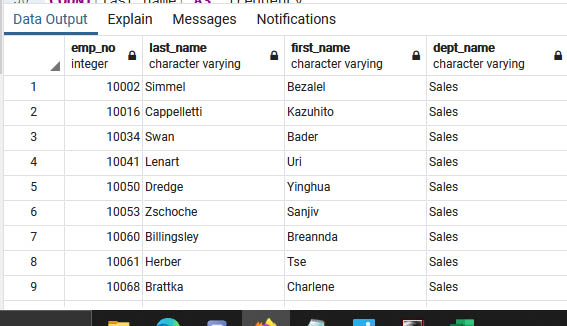 Data Output Explain Messages Notifications
emp_no last_name first_name dept_name
integer character varying character varying character varying
1 10002 Simmel Bezalel Sales
2 10016 Cappelletti Kazuhito Sales
3 10034 Swan Bader Sales
4 10041 Lenart Uri Sales
5 10050 Dredge Yinghua Sales
6 10053 Zschoche Sanjiv Sales
7 10060 Billingsley Breannda Sales
8 10061 Herber Tse Sales
9 10068 Brattka Charlene Sales